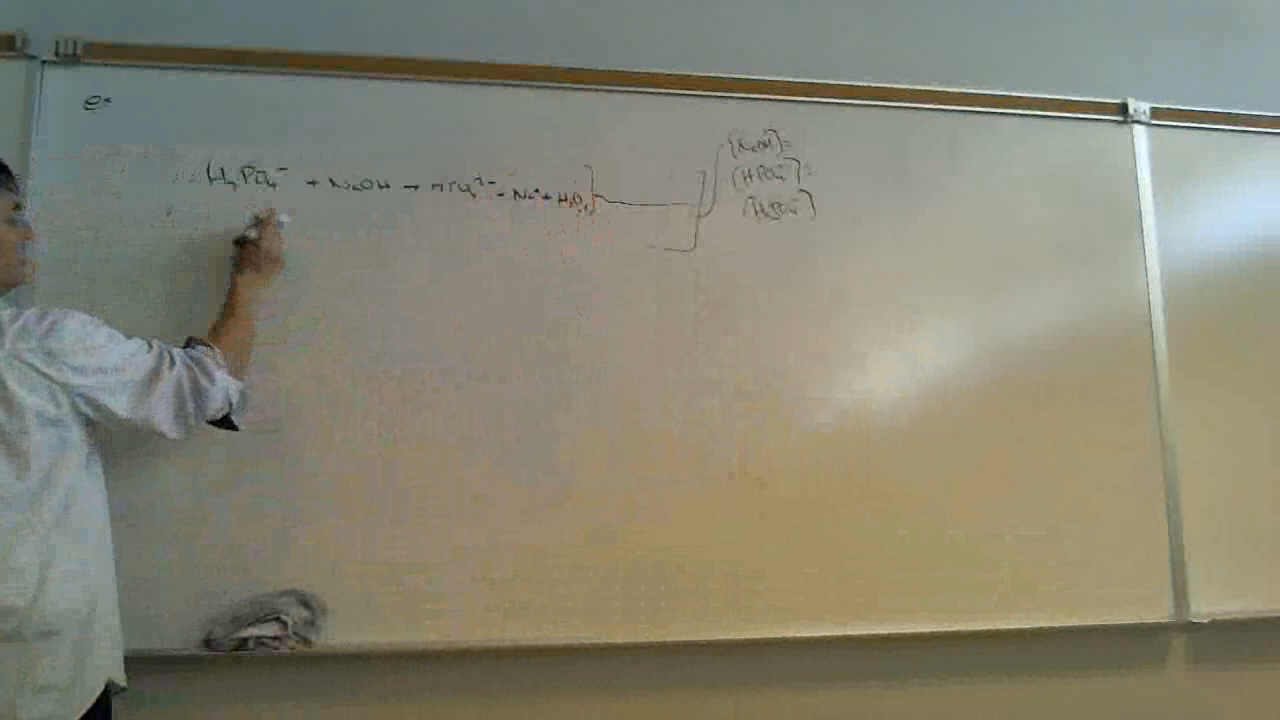 e-
H₂PO₄⁻ + NaOH → HPO₄²⁻ - Na⁺ + H₂O
[NaOH]=
[HPO₄²⁻]=
[H₂PO₄⁻]